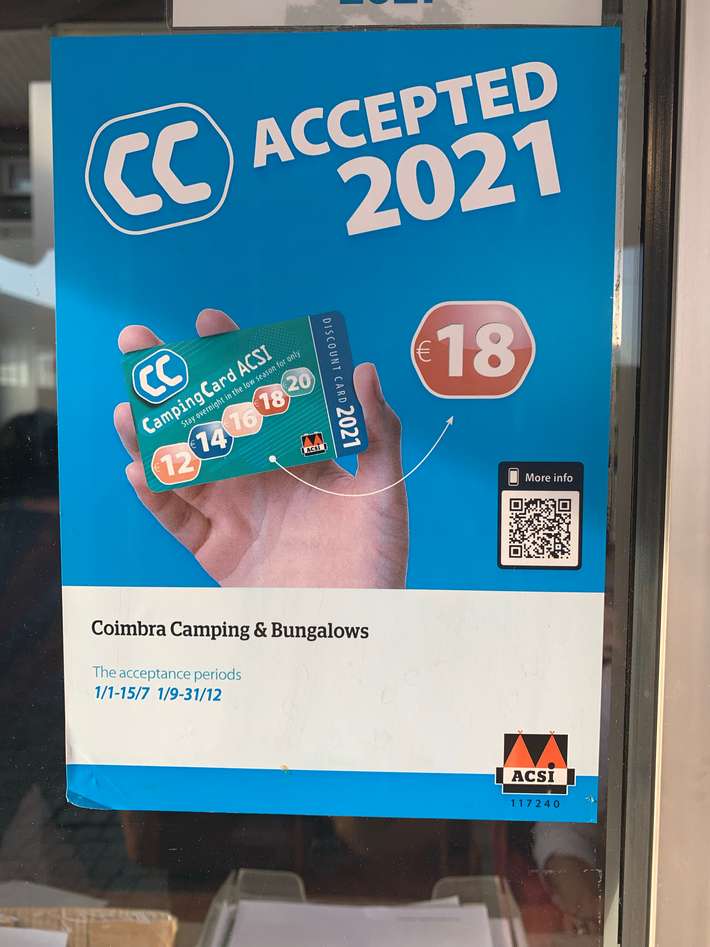 CC ACCEPTED
2021
CC
CampingCard ACSI
Stay overnight in the low season for only
€12 14 16 18 20
DISCOUNT CARD 2021
ACSI
€18
More info
Coimbra Camping & Bungalows
The acceptance periods
1/1-15/7 1/9-31/12
ACSI
117240